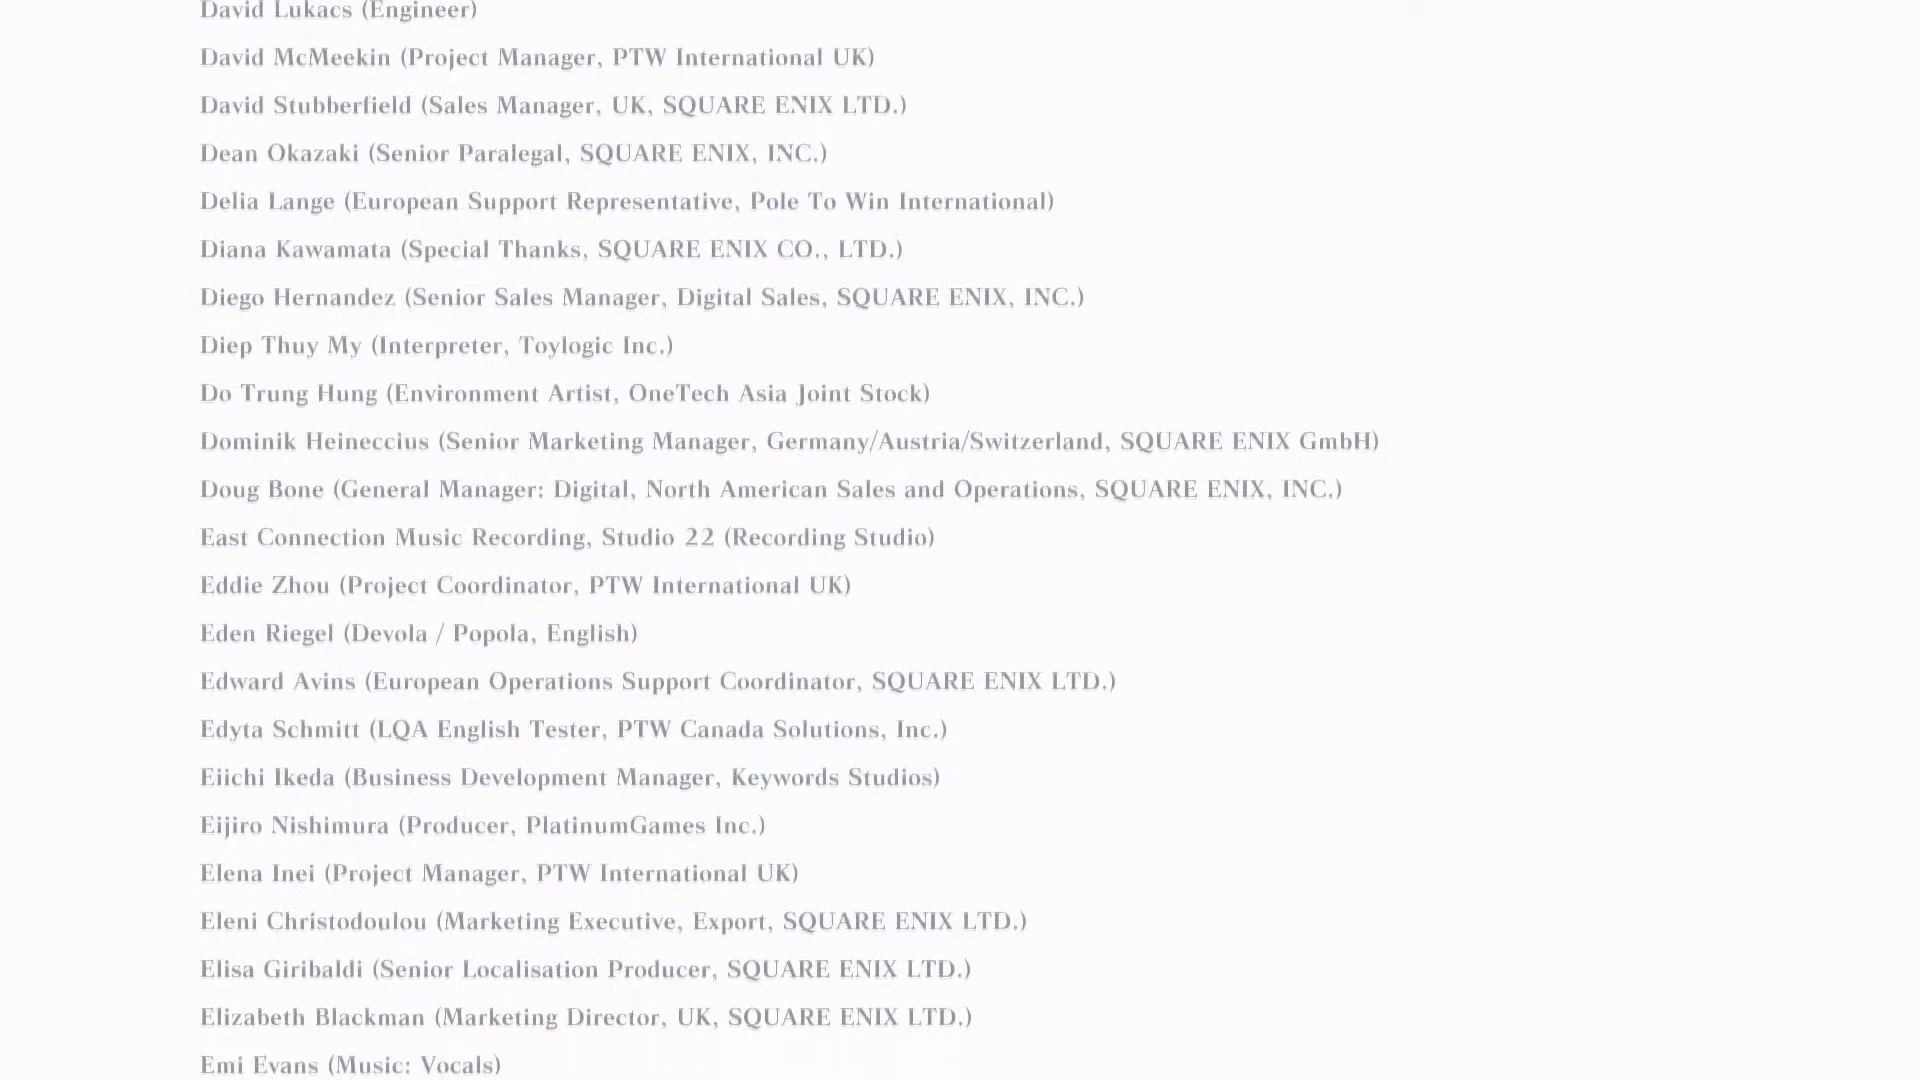 David Lukacs (Engineer)
David McMeekin (Project Manager, PTW International UK)
David Stubberfield (Sales Manager, UK, SQUARE ENIX LTD.)
Dean Okazaki (Senior Paralegal, SQUARE ENIX, INC.)
Delia Lange (European Support Representative, Pole To Win International)
Diana Kawamata (Special Thanks, SQUARE ENIX CO., LTD.)
Diego Hernandez (Senior Sales Manager, Digital Sales, SQUARE ENIX, INC.)
Diep Thuy My (Interpreter, Toylogic Inc.)
Do Trung Hung (Environment Artist, OneTech Asia Joint Stock)
Dominik Heineccius (Senior Marketing Manager, Germany/Austria/Switzerland, SQUARE ENIX GmbH)
Doug Bone (General Manager: Digital, North American Sales and Operations, SQUARE ENIX, INC.)
East Connection Music Recording, Studio 22 (Recording Studio)
Eddie Zhou (Project Coordinator, PTW International UK)
Eden Riegel (Devola / Popola, English)
Edward Avins (European Operations Support Coordinator, SQUARE ENIX LTD.)
Edyta Schmitt (LQA English Tester, PTW Canada Solutions, Inc.)
Eiichi Ikeda (Business Development Manager, Keywords Studios)
Eijiro Nishimura (Producer, PlatinumGames Inc.)
Elena Inei (Project Manager, PTW International UK)
Eleni Christodoulou (Marketing Executive, Export, SQUARE ENIX LTD.)
Elisa Giribaldi (Senior Localisation Producer, SQUARE ENIX LTD.)
Elizabeth Blackman (Marketing Director, UK, SQUARE ENIX LTD.)
Emi Evans (Music: Vocals)